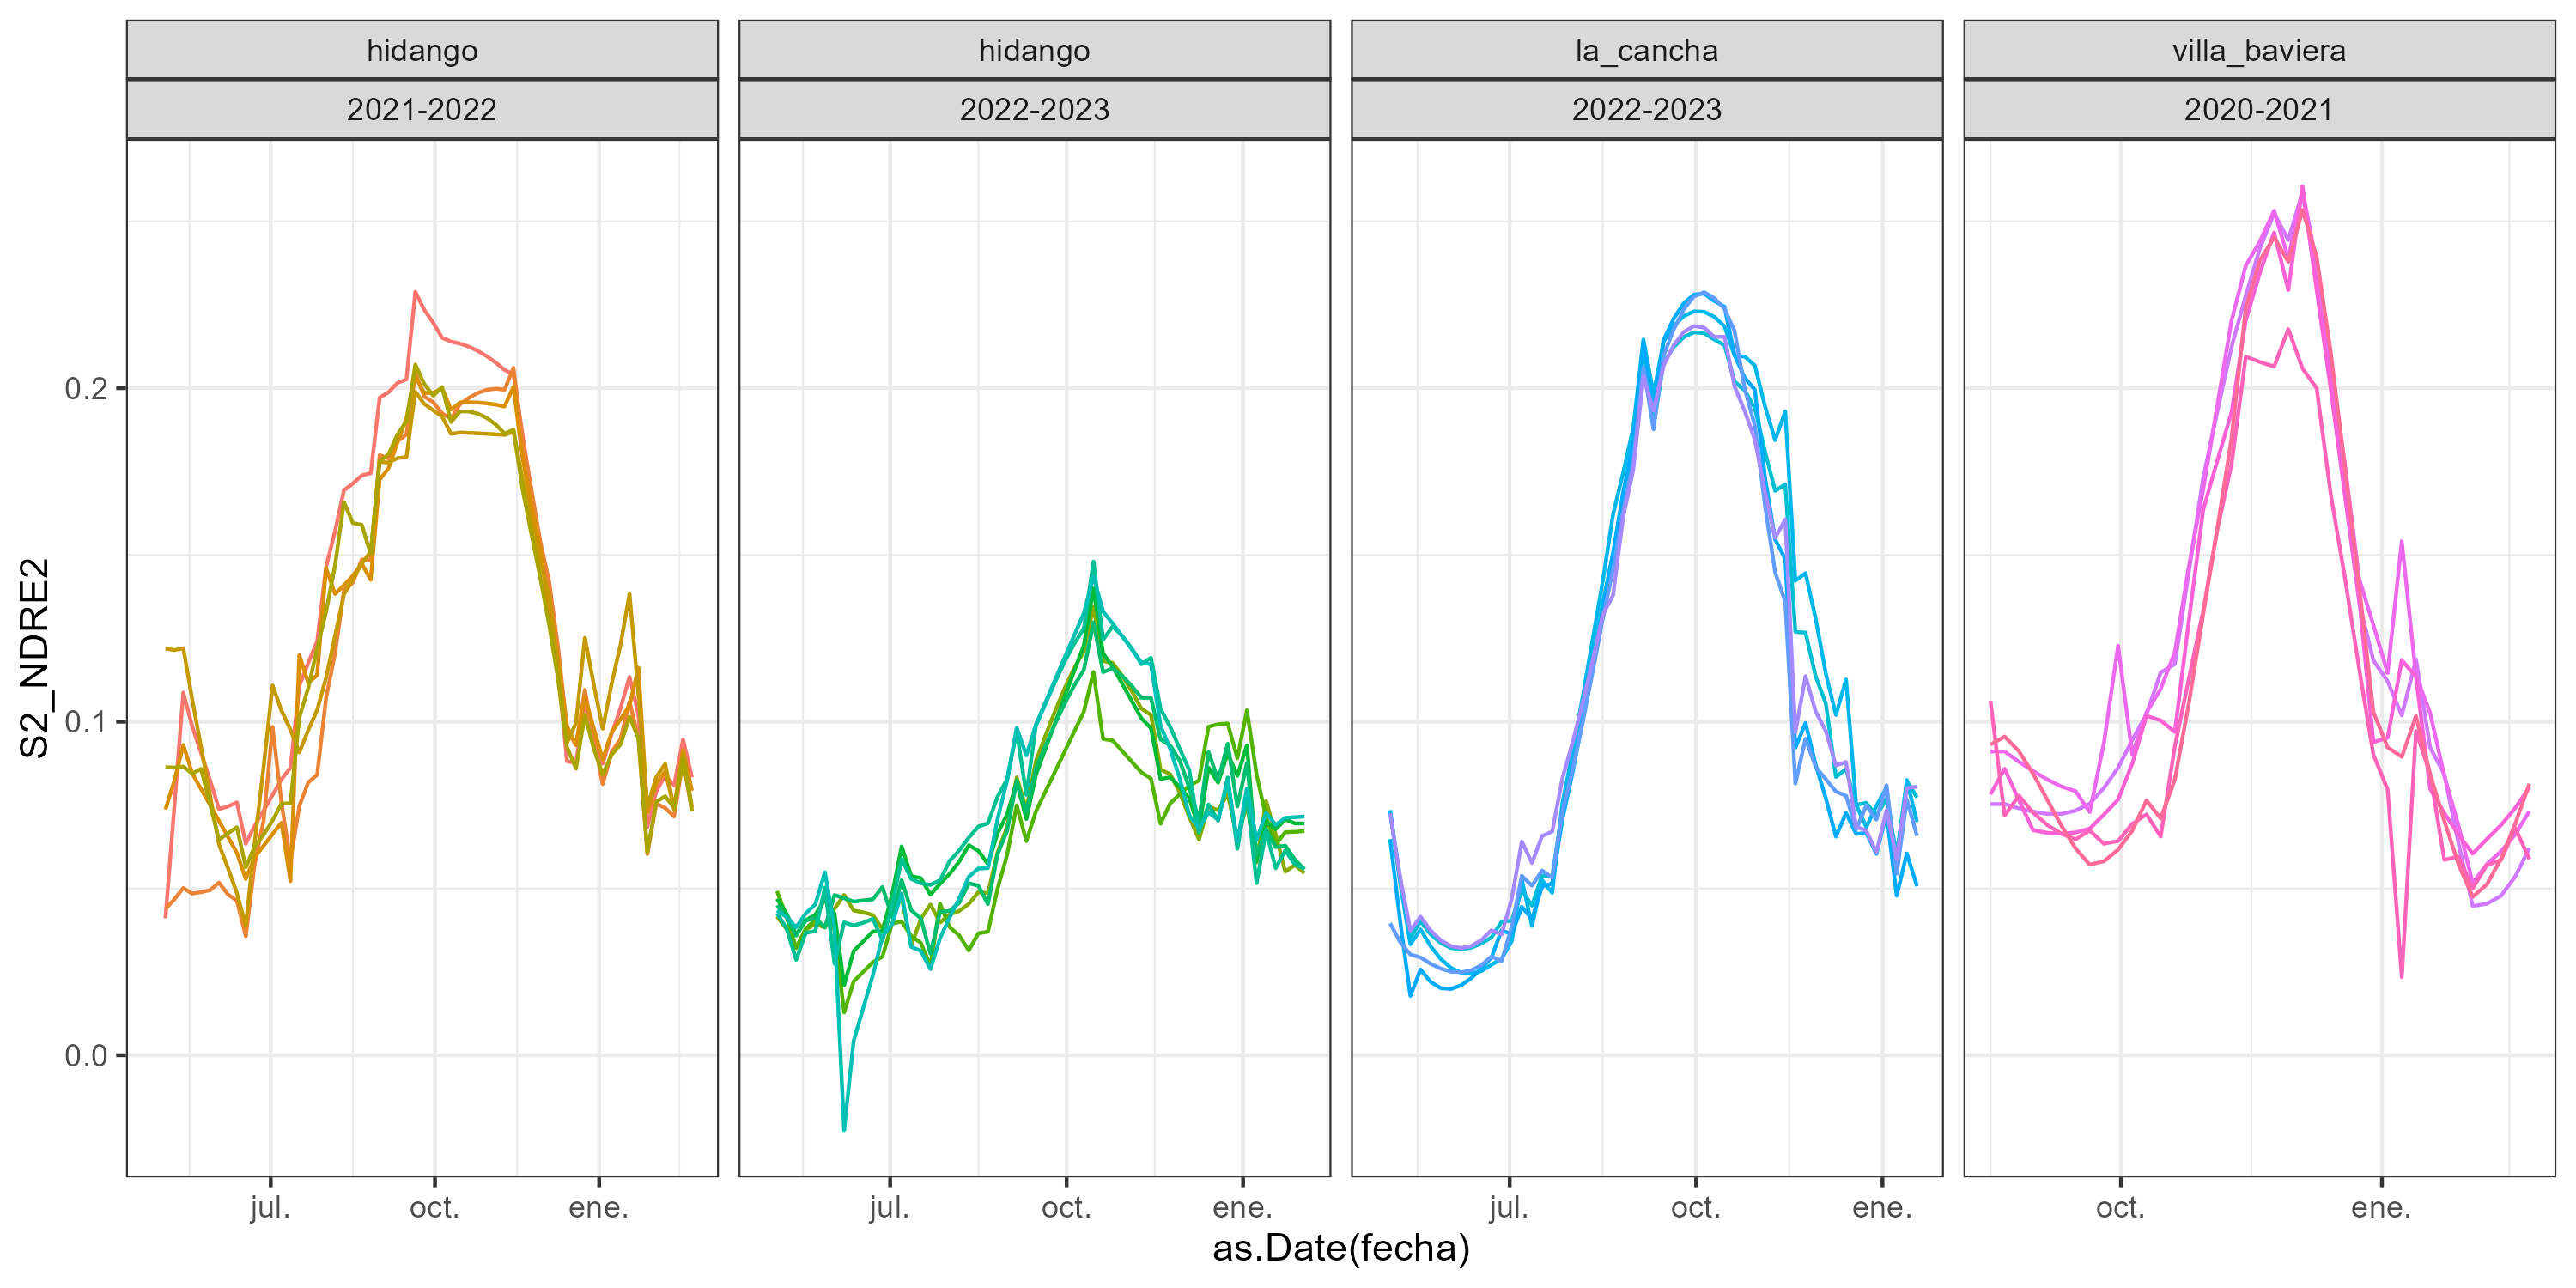 hidango hidango la_cancha villa_baviera
2021-2022 2022-2023 2022-2023 2020-2021
S2_NDRE2
0.2
0.1
0.0
jul. oct. ene. jul. oct. ene. jul. oct. ene. oct. ene.
as.Date(fecha)